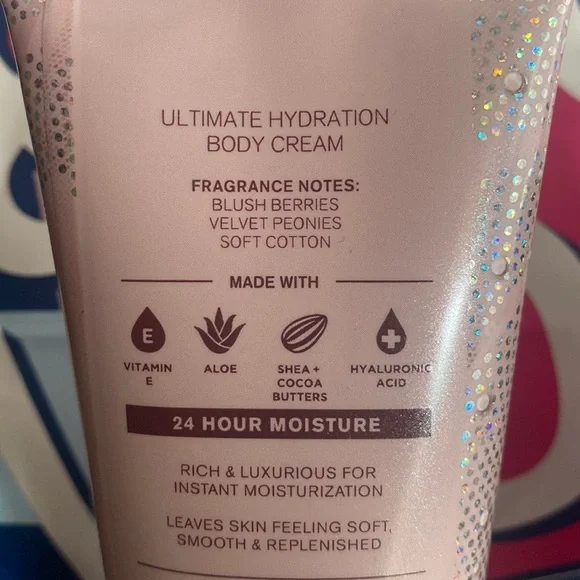 ULTIMATE HYDRATION
BODY CREAM
FRAGRANCE NOTES:
BLUSH BERRIES
VELVET PEONIES
SOFT COTTON
MADE WITH
E
VITAMIN E
ALOE
SHEA + COCOA BUTTERS
HYALURONIC ACID
24 HOUR MOISTURE
RICH & LUXURIOUS FOR
INSTANT MOISTURIZATION
LEAVES SKIN FEELING SOFT,
SMOOTH & REPLENISHED